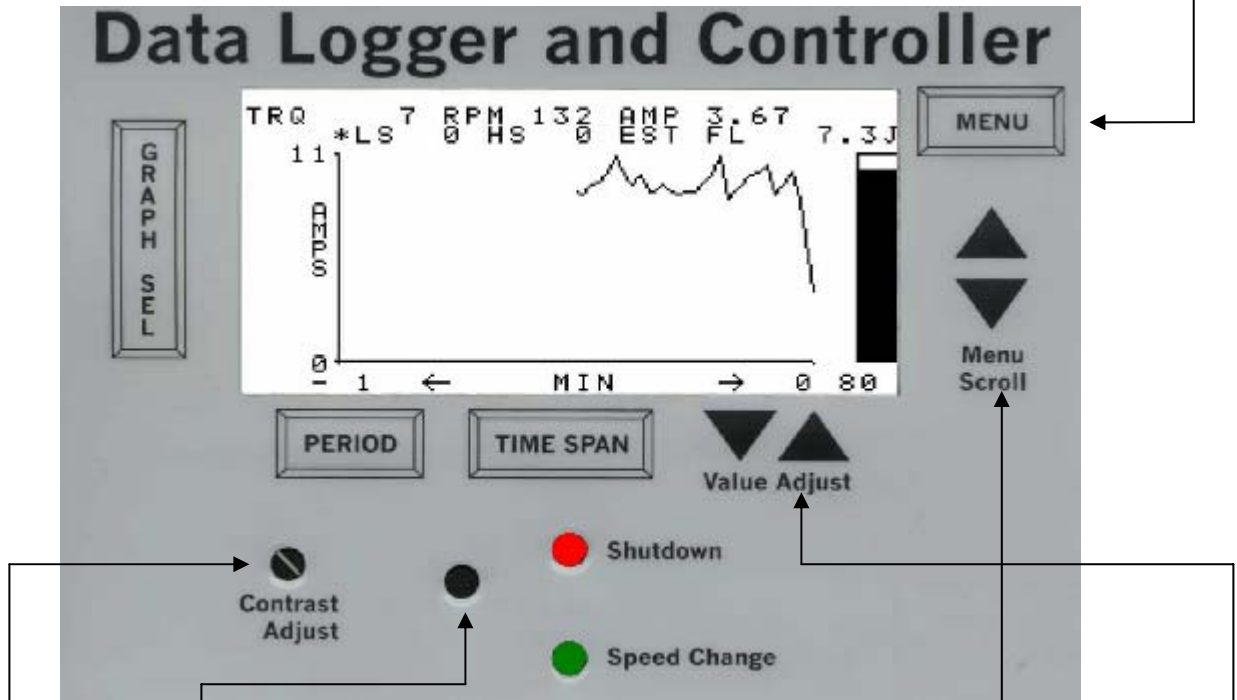 Data Logger and Controller
GRAPH SEL
TRQ 7 RPM 132 AMP 3.67
*LS 0 HS 0 EST FL 7.3J
11
AMPS
0
- 1 ← MIN → 0 80
MENU
Menu
Scroll
PERIOD
TIME SPAN
Value Adjust
Contrast
Adjust
Shutdown
Speed Change